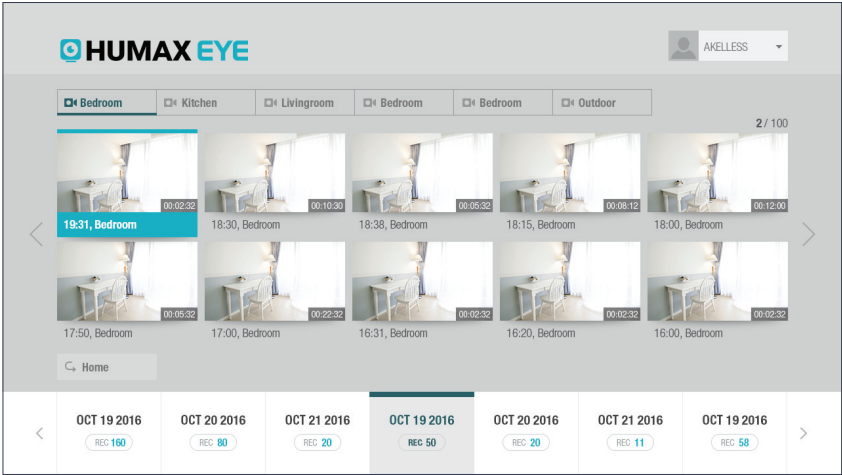 HUMAX EYE
AKELLESS
Bedroom
Kitchen
Livingroom
Bedroom
Bedroom
Outdoor
2 / 100
00:02:32
00:10:30
00:05:32
00:08:12
00:12:00
19:31, Bedroom
18:30, Bedroom
18:38, Bedroom
18:15, Bedroom
18:00, Bedroom
00:05:32
00:22:32
00:02:32
00:02:32
00:02:32
17:50, Bedroom
17:00, Bedroom
16:31, Bedroom
16:20, Bedroom
16:00, Bedroom
Home
OCT 19 2016
REC 160
OCT 20 2016
REC 80
OCT 21 2016
REC 20
OCT 19 2016
REC 50
OCT 20 2016
REC 20
OCT 21 2016
REC 11
OCT 19 2016
REC 58